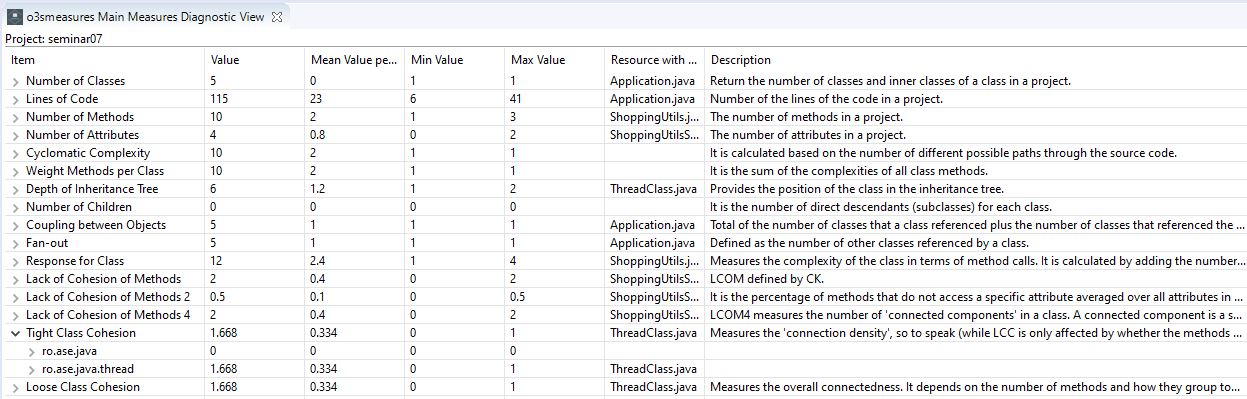 o3smeasures Main Measures Diagnostic View
Project: seminar07
Item Value Mean Value pe... Min Value Max Value Resource with ... Description
Number of Classes 5 0 1 1 Application.java Return the number of classes and inner classes of a class in a project.
Lines of Code 115 23 6 41 Application.java Number of the lines of the code in a project.
Number of Methods 10 2 1 3 ShoppingUtils.j... The number of methods in a project.
Number of Attributes 4 0.8 0 2 ShoppingUtilsS... The number of attributes in a project.
Cyclomatic Complexity 10 2 1 1 It is calculated based on the number of different possible paths through the source code.
Weight Methods per Class 10 2 1 1 It is the sum of the complexities of all class methods.
Depth of Inheritance Tree 6 1.2 1 2 ThreadClass.java Provides the position of the class in the inheritance tree.
Number of Children 0 0 0 0 It is the number of direct descendants (subclasses) for each class.
Coupling between Objects 5 1 1 1 Application.java Total of the number of classes that a class referenced plus the number of classes that referenced the ...
Fan-out 5 1 1 1 Application.java Defined as the number of other classes referenced by a class.
Response for Class 12 2.4 1 4 ShoppingUtils.j... Measures the complexity of the class in terms of method calls. It is calculated by adding the number...
Lack of Cohesion of Methods 2 0.4 0 2 ShoppingUtilsS... LCOM defined by CK.
Lack of Cohesion of Methods 2 0.5 0.1 0 0.5 ShoppingUtilsS... It is the percentage of methods that do not access a specific attribute averaged over all attributes in ...
Lack of Cohesion of Methods 4 2 0.4 0 2 ShoppingUtilsS... LCOM4 measures the number of 'connected components' in a class. A connected component is a s...
Tight Class Cohesion 1.668 0.334 0 1 ThreadClass.java Measures the 'connection density', so to speak (while LCC is only affected by whether the methods ...
ro.ase.java 0 0 0 0
ro.ase.java.thread 1.668 0.334 0 1 ThreadClass.java
Loose Class Cohesion 1.668 0.334 0 1 ThreadClass.java Measures the overall connectedness. It depends on the number of methods and how they group to...